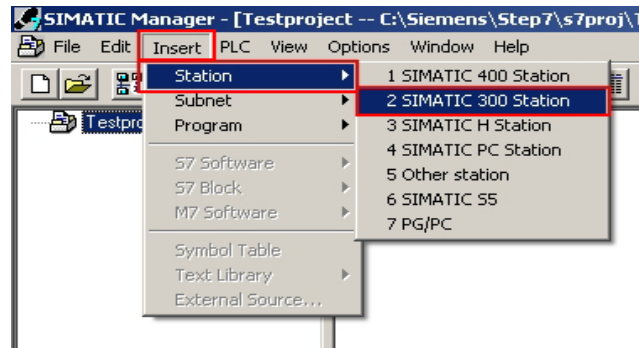 SIMATIC Manager - [Testproject -- C:\Siemens\Step7\s7proj\
File Edit Insert PLC View Options Window Help
Station
Subnet
Program
S7 Software
S7 Block
M7 Software
Symbol Table
Text Library
External Source...
1 SIMATIC 400 Station
2 SIMATIC 300 Station
3 SIMATIC H Station
4 SIMATIC PC Station
5 Other station
6 SIMATIC S5
7 PG/PC